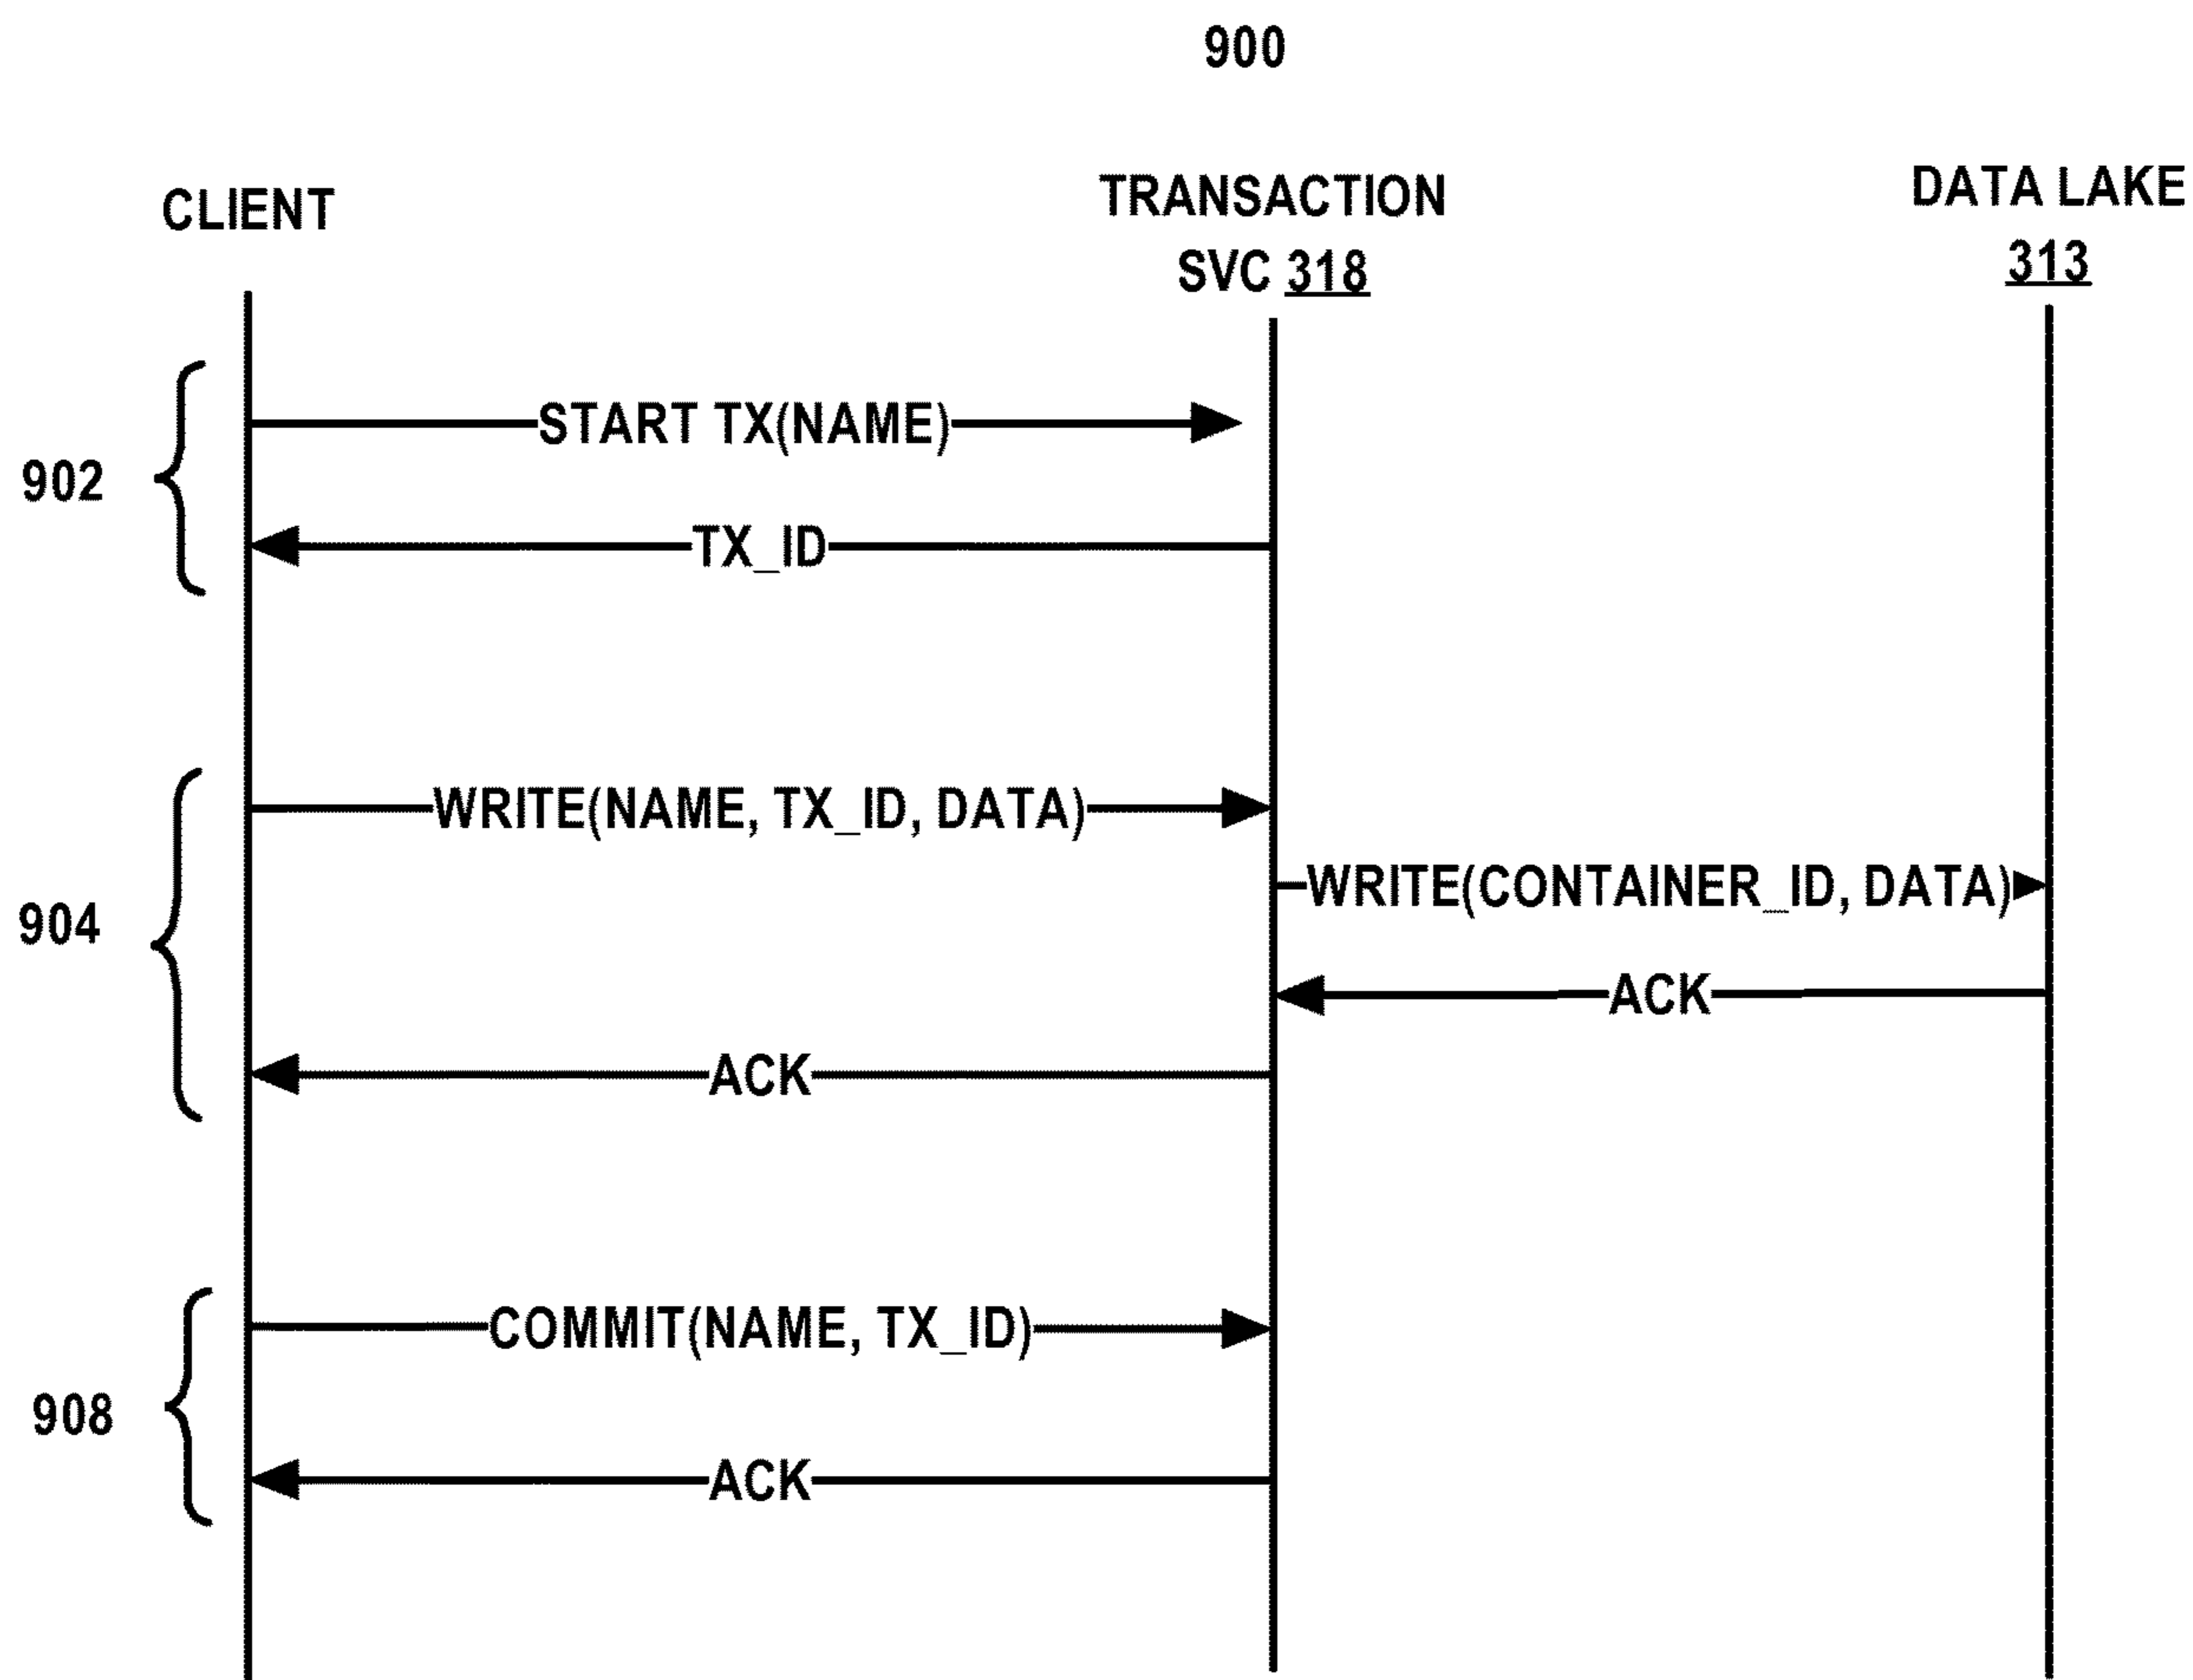 900
CLIENT
TRANSACTION
SVC 318
DATA LAKE
313
902
START TX(NAME)
TX_ID
904
WRITE(NAME, TX_ID, DATA)
WRITE(CONTAINER_ID, DATA)
ACK
ACK
908
COMMIT(NAME, TX_ID)
ACK